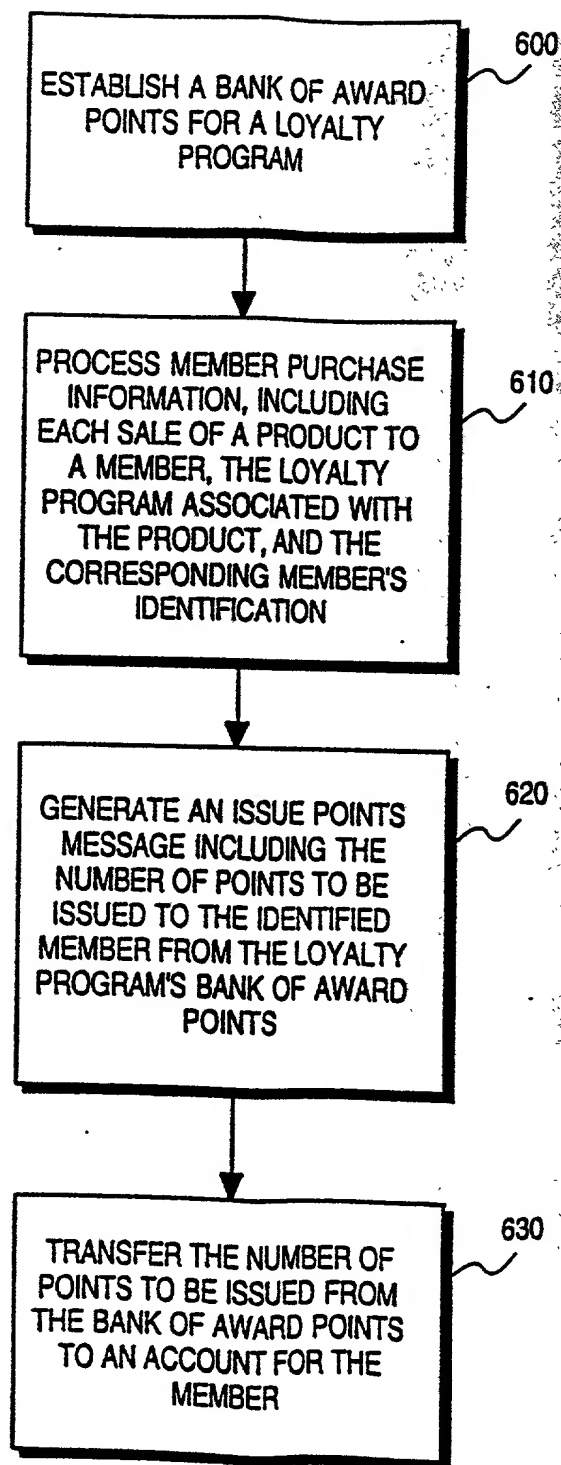 600
ESTABLISH A BANK OF AWARD
POINTS FOR A LOYALTY
PROGRAM
610
PROCESS MEMBER PURCHASE
INFORMATION, INCLUDING
EACH SALE OF A PRODUCT TO
A MEMBER, THE LOYALTY
PROGRAM ASSOCIATED WITH
THE PRODUCT, AND THE
CORRESPONDING MEMBER'S
IDENTIFICATION
620
GENERATE AN ISSUE POINTS
MESSAGE INCLUDING THE
NUMBER OF POINTS TO BE
ISSUED TO THE IDENTIFIED
MEMBER FROM THE LOYALTY
PROGRAM'S BANK OF AWARD
POINTS
630
TRANSFER THE NUMBER OF
POINTS TO BE ISSUED FROM
THE BANK OF AWARD POINTS
TO AN ACCOUNT FOR THE
MEMBER